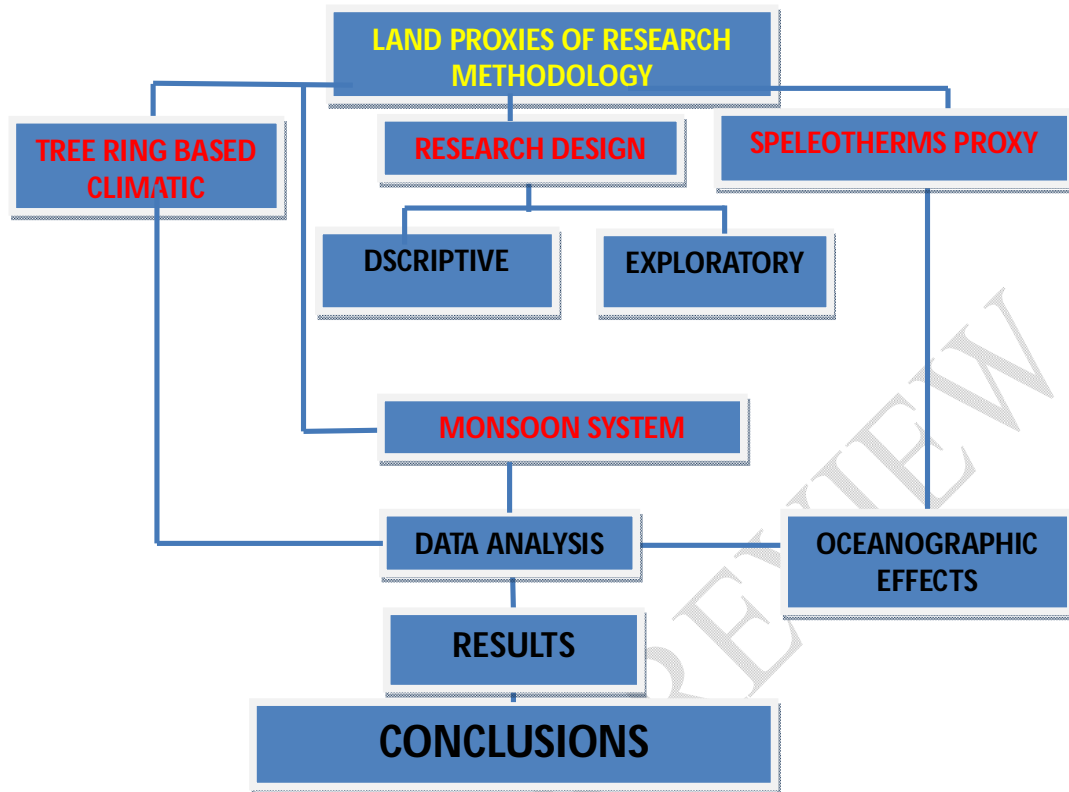 LAND PROXIES OF RESEARCH
METHODOLOGY
TREE RING BASED
CLIMATIC
RESEARCH DESIGN
SPELEOTHERMS PROXY
DSCRIPTIVE
EXPLORATORY
MONSOON SYSTEM
DATA ANALYSIS
OCEANOGRAPHIC
EFFECTS
RESULTS
CONCLUSIONS
REVIEW